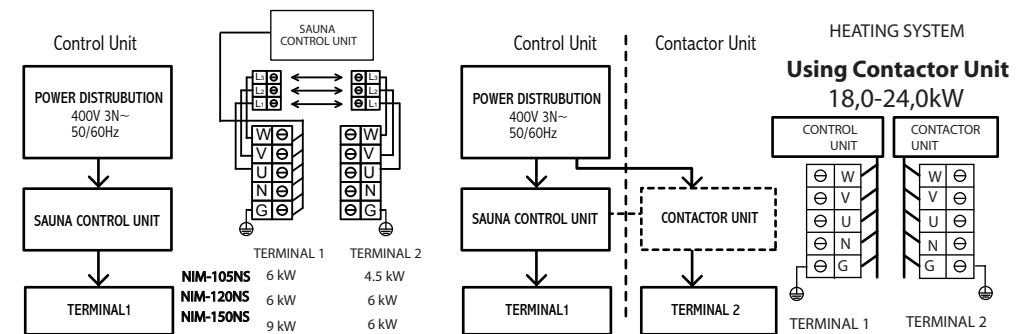 Control Unit
POWER DISTRUBUTION
400V 3N~
50/60Hz
SAUNA CONTROL UNIT
TERMINAL1
SAUNA
CONTROL UNIT
L3 L3
L2 L2
L1 L1
W W
V V
U U
N N
G G
TERMINAL 1 TERMINAL 2
NIM-105NS 6 kW 4.5 kW
NIM-120NS 6 kW 6 kW
NIM-150NS 9 kW 6 kW
Control Unit Contactor Unit
POWER DISTRUBUTION
400V 3N~
50/60Hz
SAUNA CONTROL UNIT CONTACTOR UNIT
TERMINAL1 TERMINAL 2
HEATING SYSTEM
Using Contactor Unit
18,0-24,0kW
CONTROL
UNIT
CONTACTOR
UNIT
W W
V V
U U
N N
G G
TERMINAL 1 TERMINAL 2